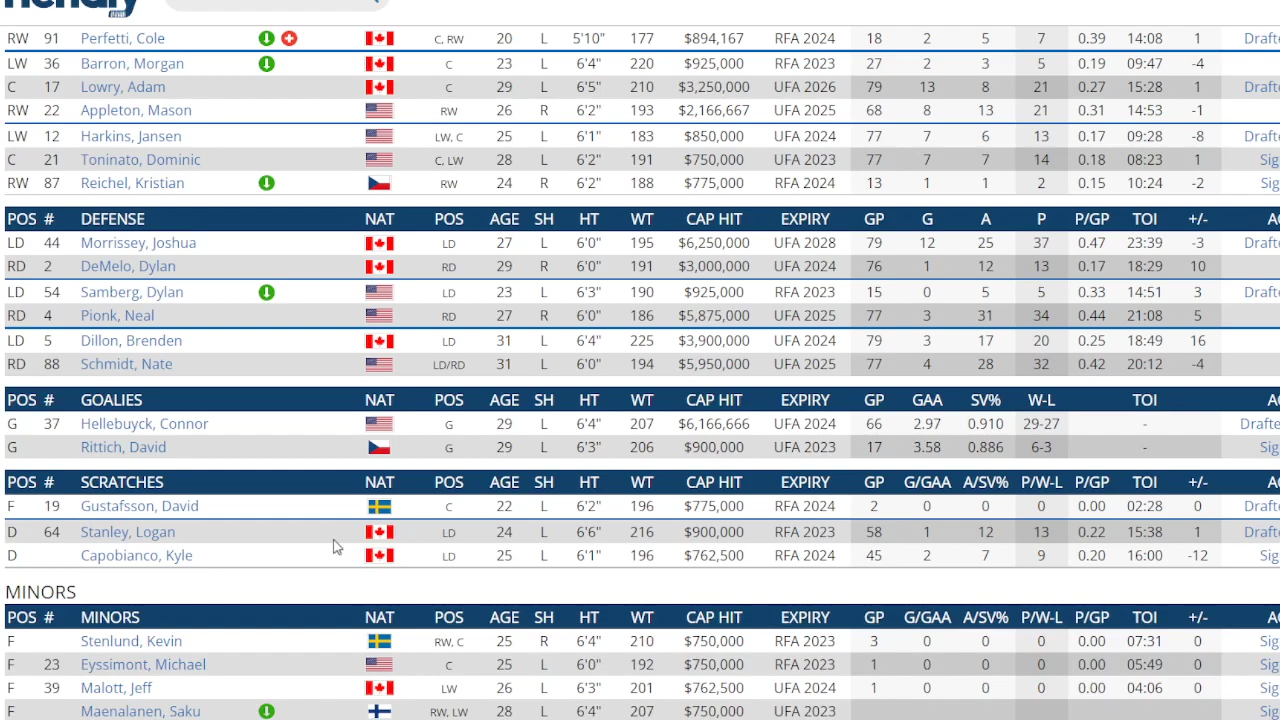 RW 91 Perfetti, Cole C, RW 20 L 5'10" 177 $894,167 RFA 2024 18 2 5 7 0.39 14:08 1 Drafte
LW 36 Barron, Morgan C 23 L 6'4" 220 $925,000 RFA 2023 27 2 3 5 0.19 09:47 -4
C 17 Lowry, Adam C 29 L 6'5" 210 $3,250,000 UFA 2026 79 13 8 21 0.27 15:28 1 Drafte
RW 22 Appleton, Mason RW 26 R 6'2" 193 $2,166,667 UFA 2025 68 8 13 21 0.31 14:53 -1
LW 12 Harkins, Jansen LW, C 25 L 6'1" $850,000 RFA 2024 77 7 6 13 0.17 09:28 -8 Drafte
C 21 Toninato, Dominic C, LW 28 L 6'2" $750,000 UFA 2025 77 7 7 14 0.18 08:23 1 Sig
RW 87 Reichel, Kristian RW 24 R 6'2" 188 $775,000 RFA 2024 13 1 1 2 0.15 10:24 -2 Sig
POS # DEFENSE NAT POS AGE SH HT WT CAP HIT EXPIRY GP G A P P/GP TOI +/- AC
LD 44 Morrissey, Joshua LD 27 L 6'0" 195 $6,250,000 UFA 2028 79 12 25 37 0.47 23:39 -3 Drafte
RD 2 DeMelo, Dylan RD 29 R 6'0" 191 $3,000,000 UFA 2024 76 1 12 13 0.17 18:29 10
LD 54 Samberg, Dylan LD 23 L 6'3" $925,000 RFA 2023 15 0 5 5 0.33 14:51 3 Drafte
RD 4 Pionk, Neal RD 27 R 6'0" $5,875,000 UFA 2025 77 3 31 34 0.44 21:08 5
LD 5 Dillon, Brenden LD 31 L 6'4" 225 $3,900,000 UFA 2024 79 3 17 20 0.25 18:49 16
RD 88 Schmidt, Nate LD/RD 31 L 6'0" 194 $5,950,000 UFA 2025 77 4 28 32 0.42 20:12 -4
POS # GOALIES NAT POS AGE SH HT WT CAP HIT EXPIRY GP GAA SV% W-L TOI AC
G 37 Hellebuyck, Connor G 29 L 6'4" 207 $6,166,666 UFA 2024 66 2.97 0.910 29-27 - Drafte
G Rittich, David G 29 L 6'3" $900,000 UFA 2023 17 3.58 0.886 6-3 - Sig
POS # SCRATCHES NAT POS AGE SH HT WT CAP HIT EXPIRY GP G/GAA A/SV% P/W-L P/GP TOI +/- AC
F 19 Gustafsson, David C 22 L 6'2" 196 $775,000 RFA 2024 2 0 0 0 0.00 02:28 0 Drafte
D 64 Stanley, Logan LD 24 L 6'6" 216 $900,000 RFA 2023 58 1 12 13 0.22 15:38 1 Drafte
D Capobianco, Kyle LD 25 L 6'1" 196 $762,500 RFA 2024 45 2 7 9 0.20 16:00 -12 Sig
MINORS
POS # MINORS NAT POS AGE SH HT WT CAP HIT EXPIRY GP G/GAA A/SV% P/W-L P/GP TOI +/- AC
F Stenlund, Kevin RW, C 25 R 6'4" $750,000 RFA 2023 3 0 0 0 0.00 07:31 0 Sig
F 23 Eyssimont, Michael C 25 L 6'0" $750,000 RFA 2023 1 0 0 0 0.00 05:49 0 Sig
F 39 Malott, Jeff LW 26 L 6'3" $762,500 UFA 2024 1 0 0 0 0.00 04:06 0 Sig
F Maenalanen, Saku RW, LW 28 L 6'4" $750,000 UFA 2023 Sig